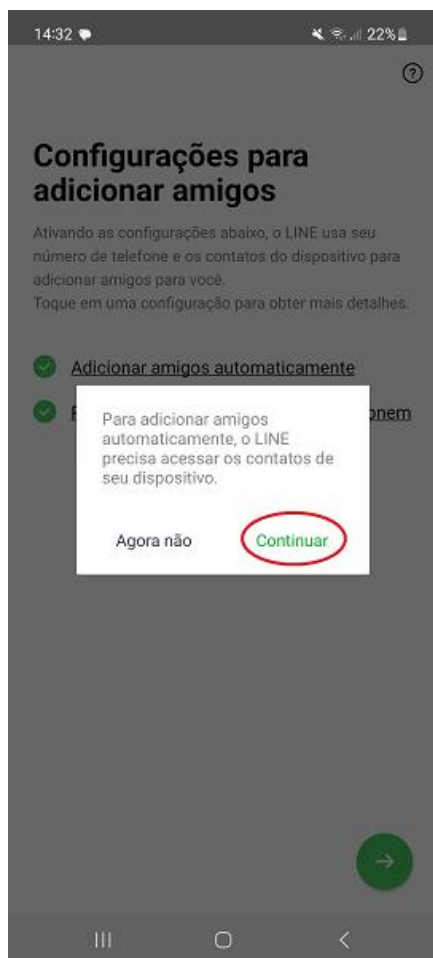 14:32
22%
Configurações para
adicionar amigos
Ativando as configurações abaixo, o LINE usa seu
número de telefone e os contatos do dispositivo para
adicionar amigos para você.
Toque em uma configuração para obter mais detalhes.
Adicionar amigos automaticamente
Para adicionar amigos
automaticamente, o LINE
precisa acessar os contatos de
seu dispositivo.
Agora não
Continuar